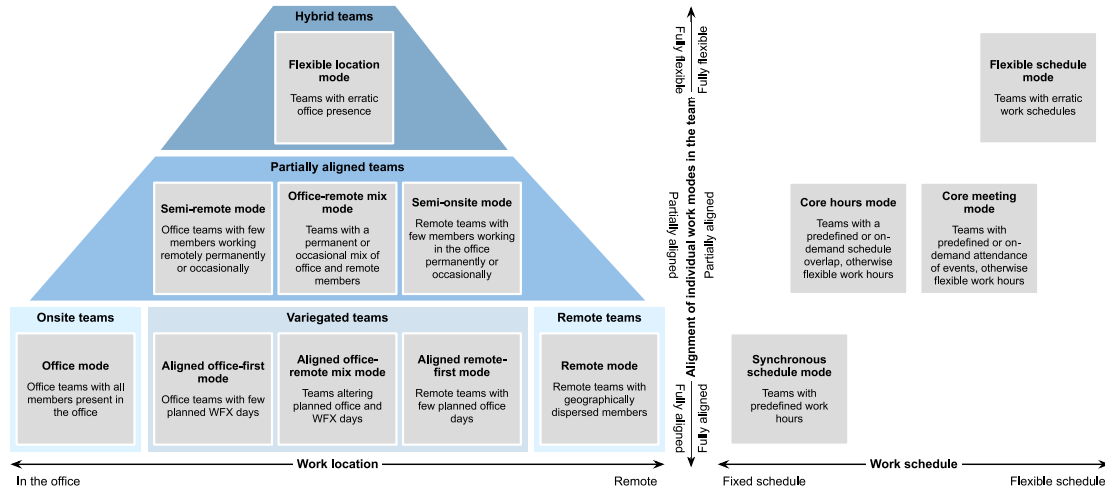 Hybrid teams
Flexible location
mode
Teams with erratic
office presence
Partially aligned teams
Semi-remote mode
Office teams with few
members working
remotely permanently
or occasionally
Office-remote mix
mode
Teams with a
permanent or
occasional mix of
office and remote
members
Semi-onsite mode
Remote teams with
few members working
in the office
permanently or
occasionally
Onsite teams
Office mode
Office teams with all
members present in
the office
Variegated teams
Aligned office-first
mode
Office teams with few
planned WFX days
Aligned office-
remote mix mode
Teams altering
planned office and
WFX days
Aligned remote-
first mode
Remote teams with
few planned office
days
Remote teams
Remote mode
Remote teams with
geographically
dispersed members
Work location
In the office
Remote
Fully flexible
Fully flexible
Partially aligned
Partially aligned
Fully aligned
Fully aligned
Alignment of individual work modes in the team
Flexible schedule
mode
Teams with erratic
work schedules
Core hours mode
Teams with a
predefined or on-
demand schedule
overlap, otherwise
flexible work hours
Core meeting
mode
Teams with
predefined or on-
demand attendance
of events, otherwise
flexible work hours
Synchronous
schedule mode
Teams with
predefined work
hours
Work schedule
Fixed schedule
Flexible schedule